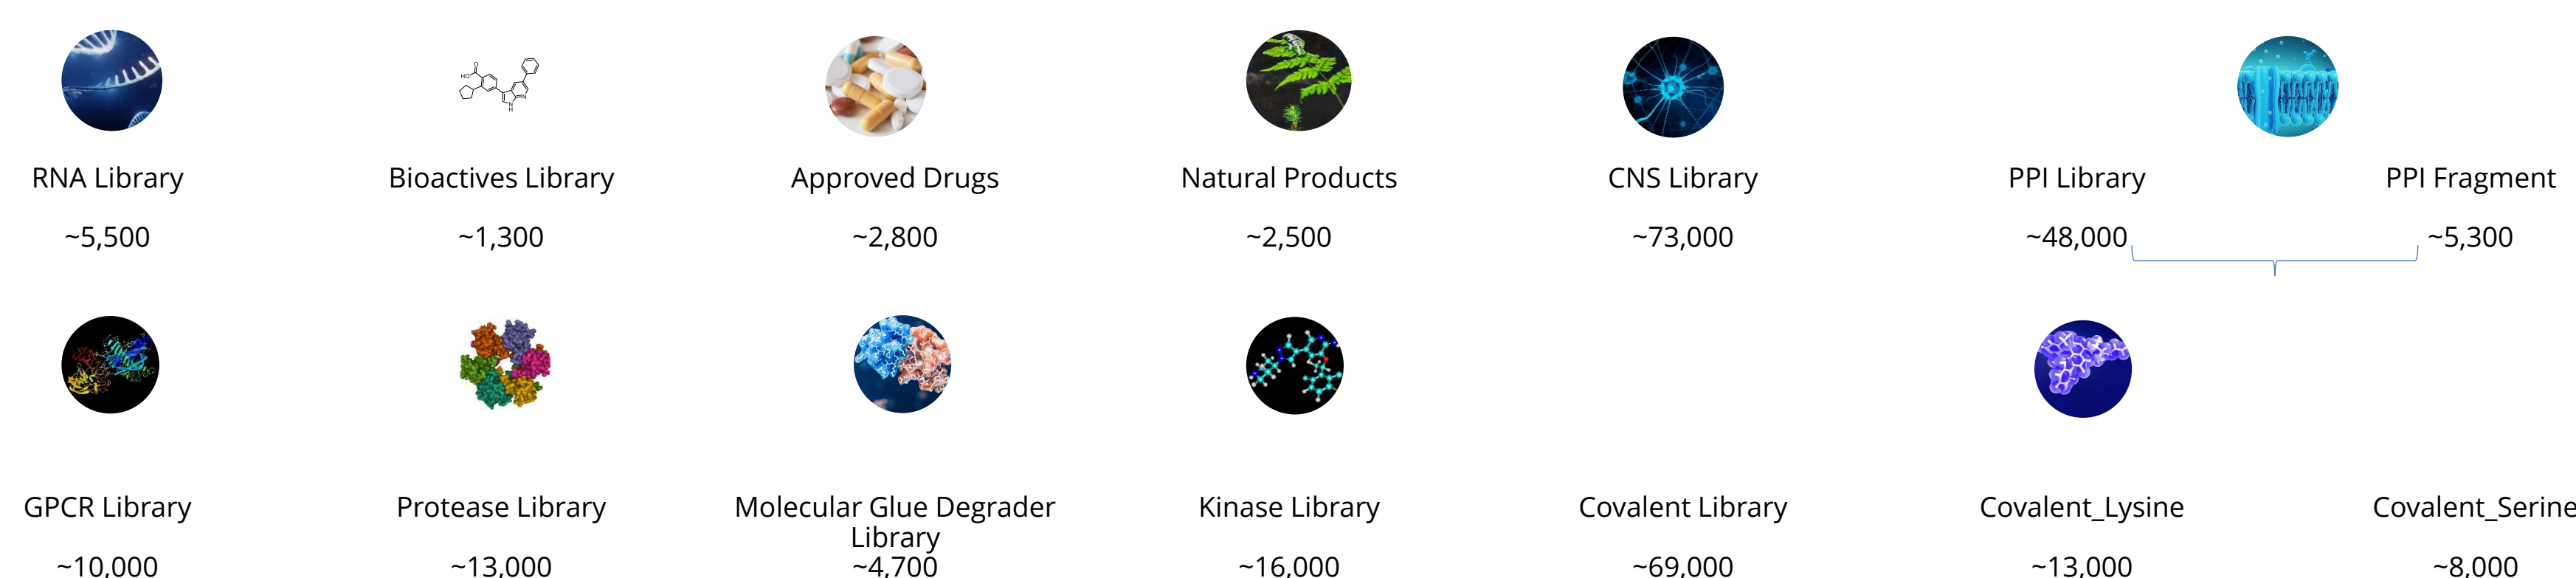 RNA Library
Bioactives Library
Approved Drugs
Natural Products
CNS Library
PPI Library
PPI Fragment
~5,500
~1,300
~2,800
~2,500
~73,000
~48,000
~5,300
HO
O
N
N
H
GPCR Library
Protease Library
Molecular Glue Degrader
Library
Kinase Library
Covalent Library
Covalent_Lysine
Covalent_Serine
~10,000
~13,000
~4,700
~16,000
~69,000
~13,000
~8,000